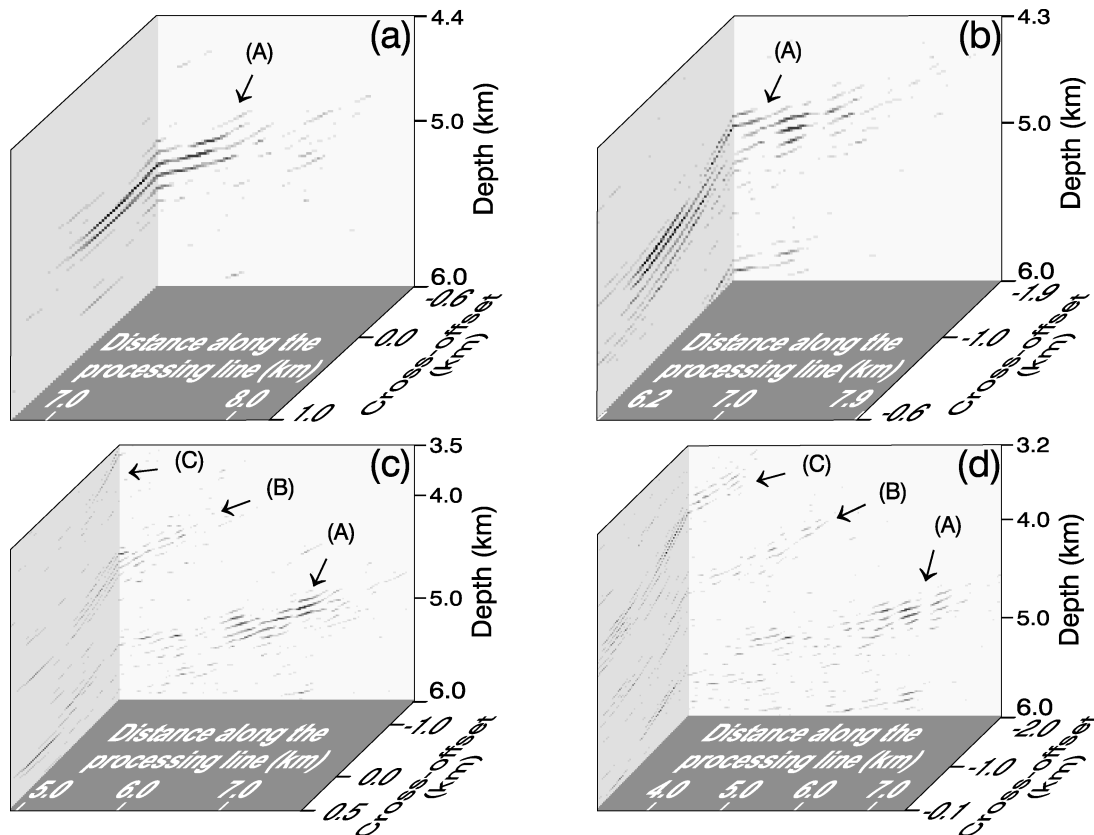 (a)
(A)
4.4
5.0
6.0
Depth (km)
-0.6
0.0
1.0
Cross-offset
(km)
Distance along the
processing line (km)
7.0 8.0
(b)
(A)
4.3
5.0
6.0
Depth (km)
-1.9
-1.0
-0.6
Cross-offset
(km)
Distance along the
processing line (km)
6.2 7.0 7.9
(c)
(C)
(B)
(A)
3.5
4.0
5.0
6.0
Depth (km)
-1.0
0.0
0.5
Cross-offset
(km)
Distance along the
processing line (km)
5.0 6.0 7.0
(d)
(C)
(B)
(A)
3.2
4.0
5.0
6.0
Depth (km)
-2.0
-1.0
-0.1
Cross-offset
(km)
Distance along the
processing line (km)
4.0 5.0 6.0 7.0